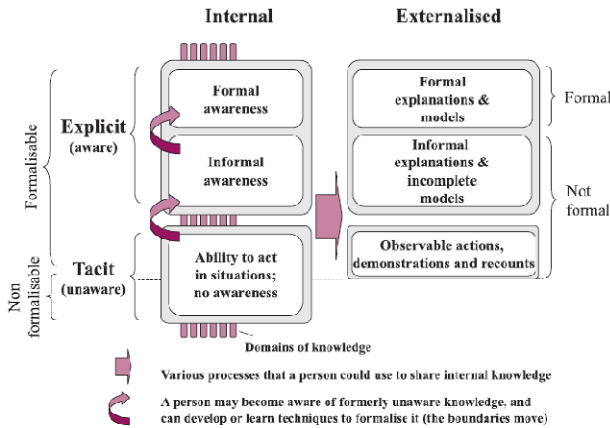 Internal
Externalised
Formalisable
Non
formalisable
Explicit
(aware)
Tacit
(unaware)
Formal
awareness
Informal
awareness
Ability to act
in situations;
no awareness
Formal
explanations &
models
Informal
explanations &
incomplete
models
Observable actions,
demonstrations and recounts
Formal
Not
formal
Domains of knowledge
Various processes that a person could use to share internal knowledge
A person may become aware of formerly unaware knowledge, and
can develop or learn techniques to formalise it (the boundaries move)